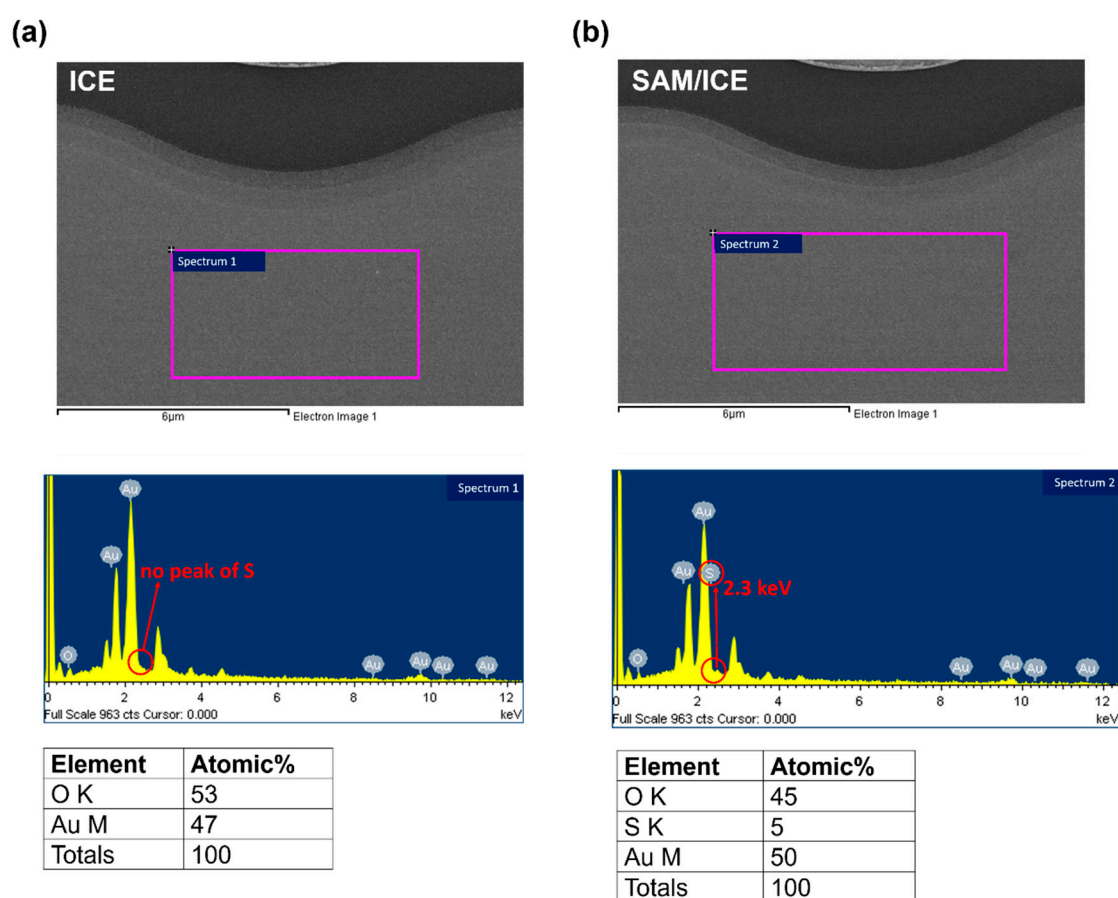 (a)
ICE
Spectrum 1
6µm
Electron Image 1
Spectrum 1
Au
Au
no peak of S
O
Au
Au
Au
Au
2
4
6
8
10
12
Full Scale 963 cts Cursor: 0.000
keV
Element Atomic%
O K 53
Au M 47
Totals 100
(b)
SAM/ICE
Spectrum 2
6µm
Electron Image 1
Spectrum 2
Au
Au
S
2.3 keV
O
Au
Au
Au
Au
0
2
4
6
8
10
12
Full Scale 963 cts Cursor: 0.000
keV
Element Atomic%
O K 45
S K 5
Au M 50
Totals 100